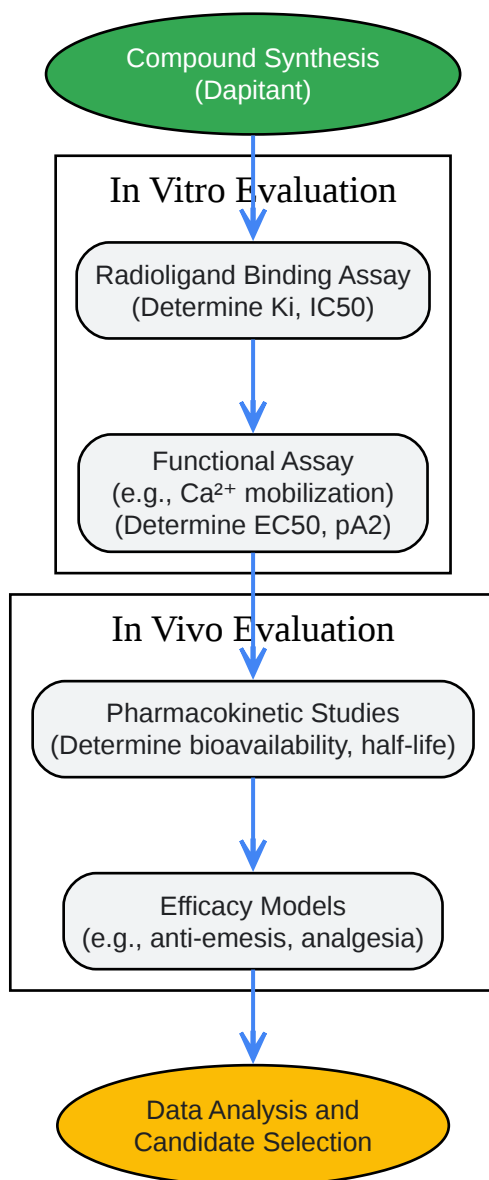 Compound Synthesis
(Dapitant)
In Vitro Evaluation
Radioligand Binding Assay
(Determine Ki, IC50)
Functional Assay
(e.g., Ca²⁺ mobilization)
(Determine EC50, pA2)
In Vivo Evaluation
Pharmacokinetic Studies
(Determine bioavailability, half-life)
Efficacy Models
(e.g., anti-emesis, analgesia)
Data Analysis and
Candidate Selection